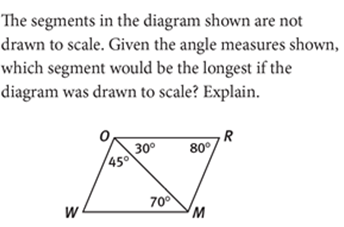 The segments in the diagram shown are not
drawn to scale. Given the angle measures shown,
which segment would be the longest if the
diagram was drawn to scale? Explain.
O R
30° 80°
45°
70°
W M